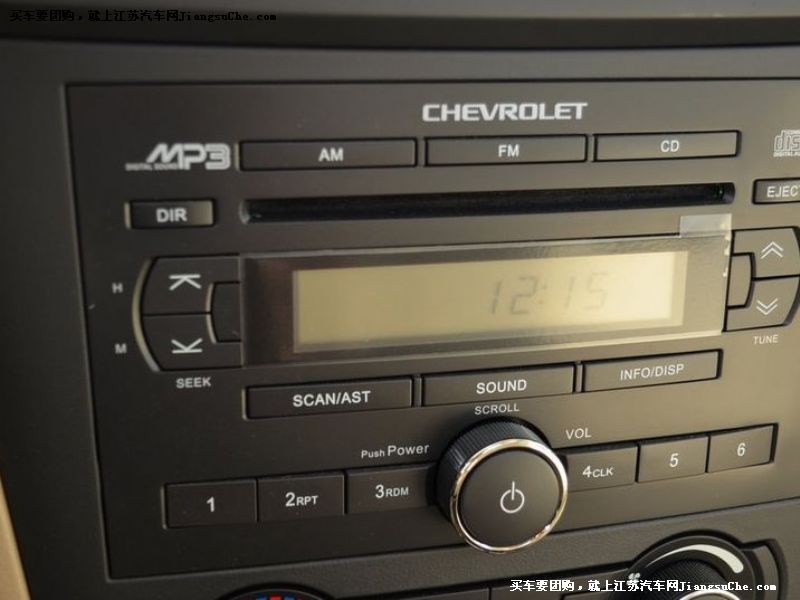 买车要团购，就上江苏汽车网JiangsuChe.com
CHEVROLET
MP3
DIGITAL SOUND
AM
FM
CD
DIR
EJECT
H
12:15
M
SEEK
TUNE
SCAN/AST
SOUND
INFO/DISP
SCROLL
Push Power
VOL
1
2RPT
3RDM
4CLK
5
6
买车要团购，就上江苏汽车网JiangsuChe.com